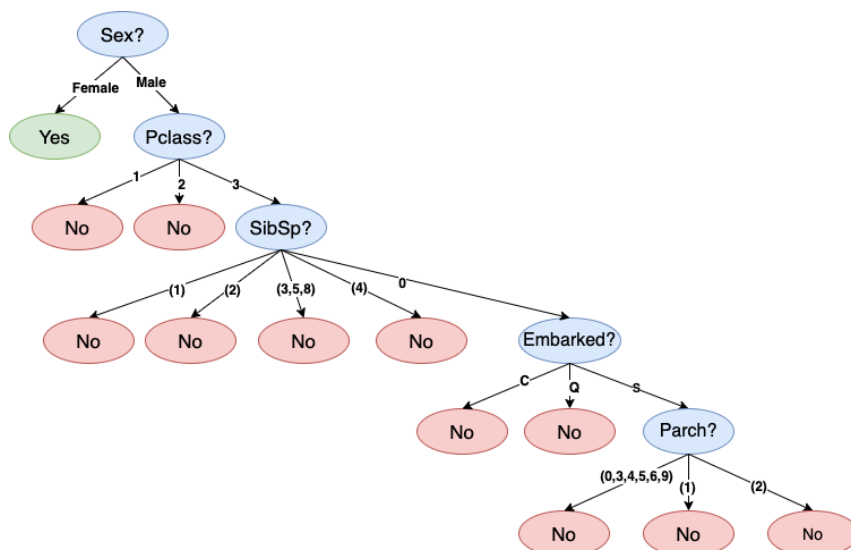 Sex?
Female
Male
Yes
Pclass?
1
2
3
No
No
SibSp?
(1)
(2)
(3,5,8)
(4)
0
No
No
No
No
Embarked?
C
Q
S
No
No
Parch?
(0,3,4,5,6,9)
(1)
(2)
No
No
No